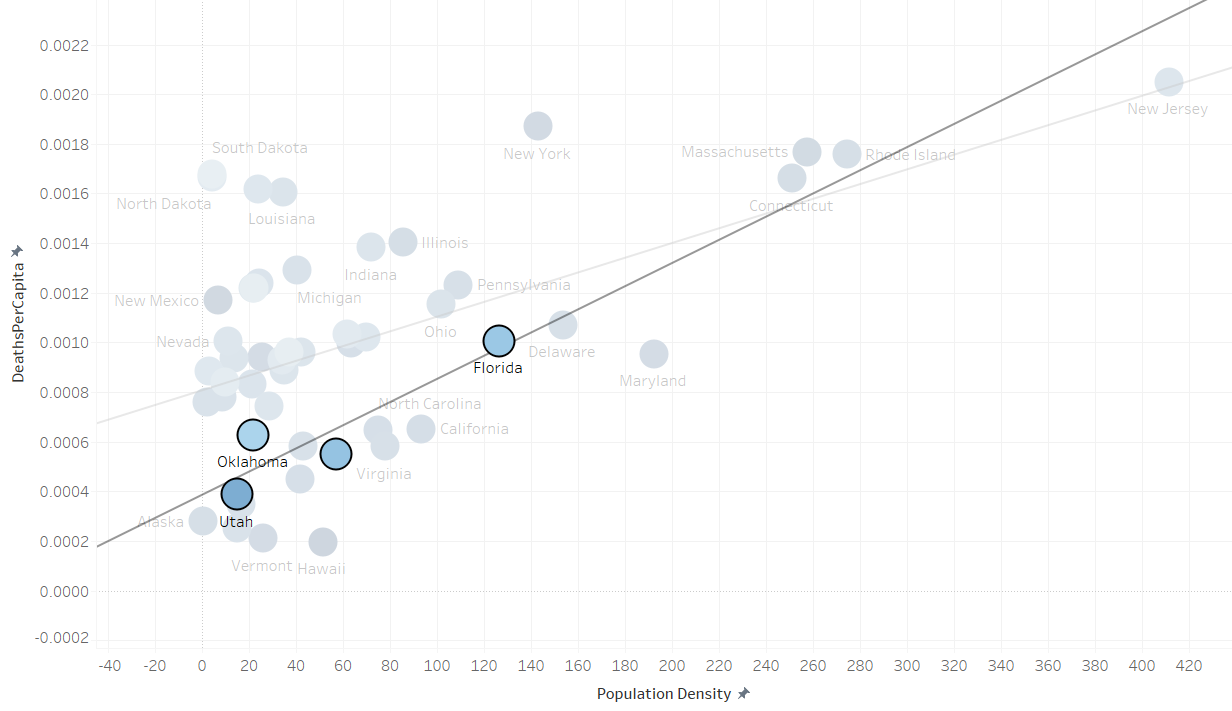 0.0022
0.0020
0.0018
0.0016
0.0014
0.0012
0.0010
0.0008
0.0006
0.0004
0.0002
0.0000
-0.0002
DeathsPerCapita
New Jersey
New York
Massachusetts
Rhode Island
Connecticut
South Dakota
North Dakota
Louisiana
Illinois
Indiana
Pennsylvania
New Mexico
Michigan
Ohio
Nevada
Delaware
Florida
Maryland
North Carolina
California
Oklahoma
Virginia
Alaska
Utah
Vermont
Hawaii
-40 -20 0 20 40 60 80 100 120 140 160 180 200 220 240 260 280 300 320 340 360 380 400 420
Population Density